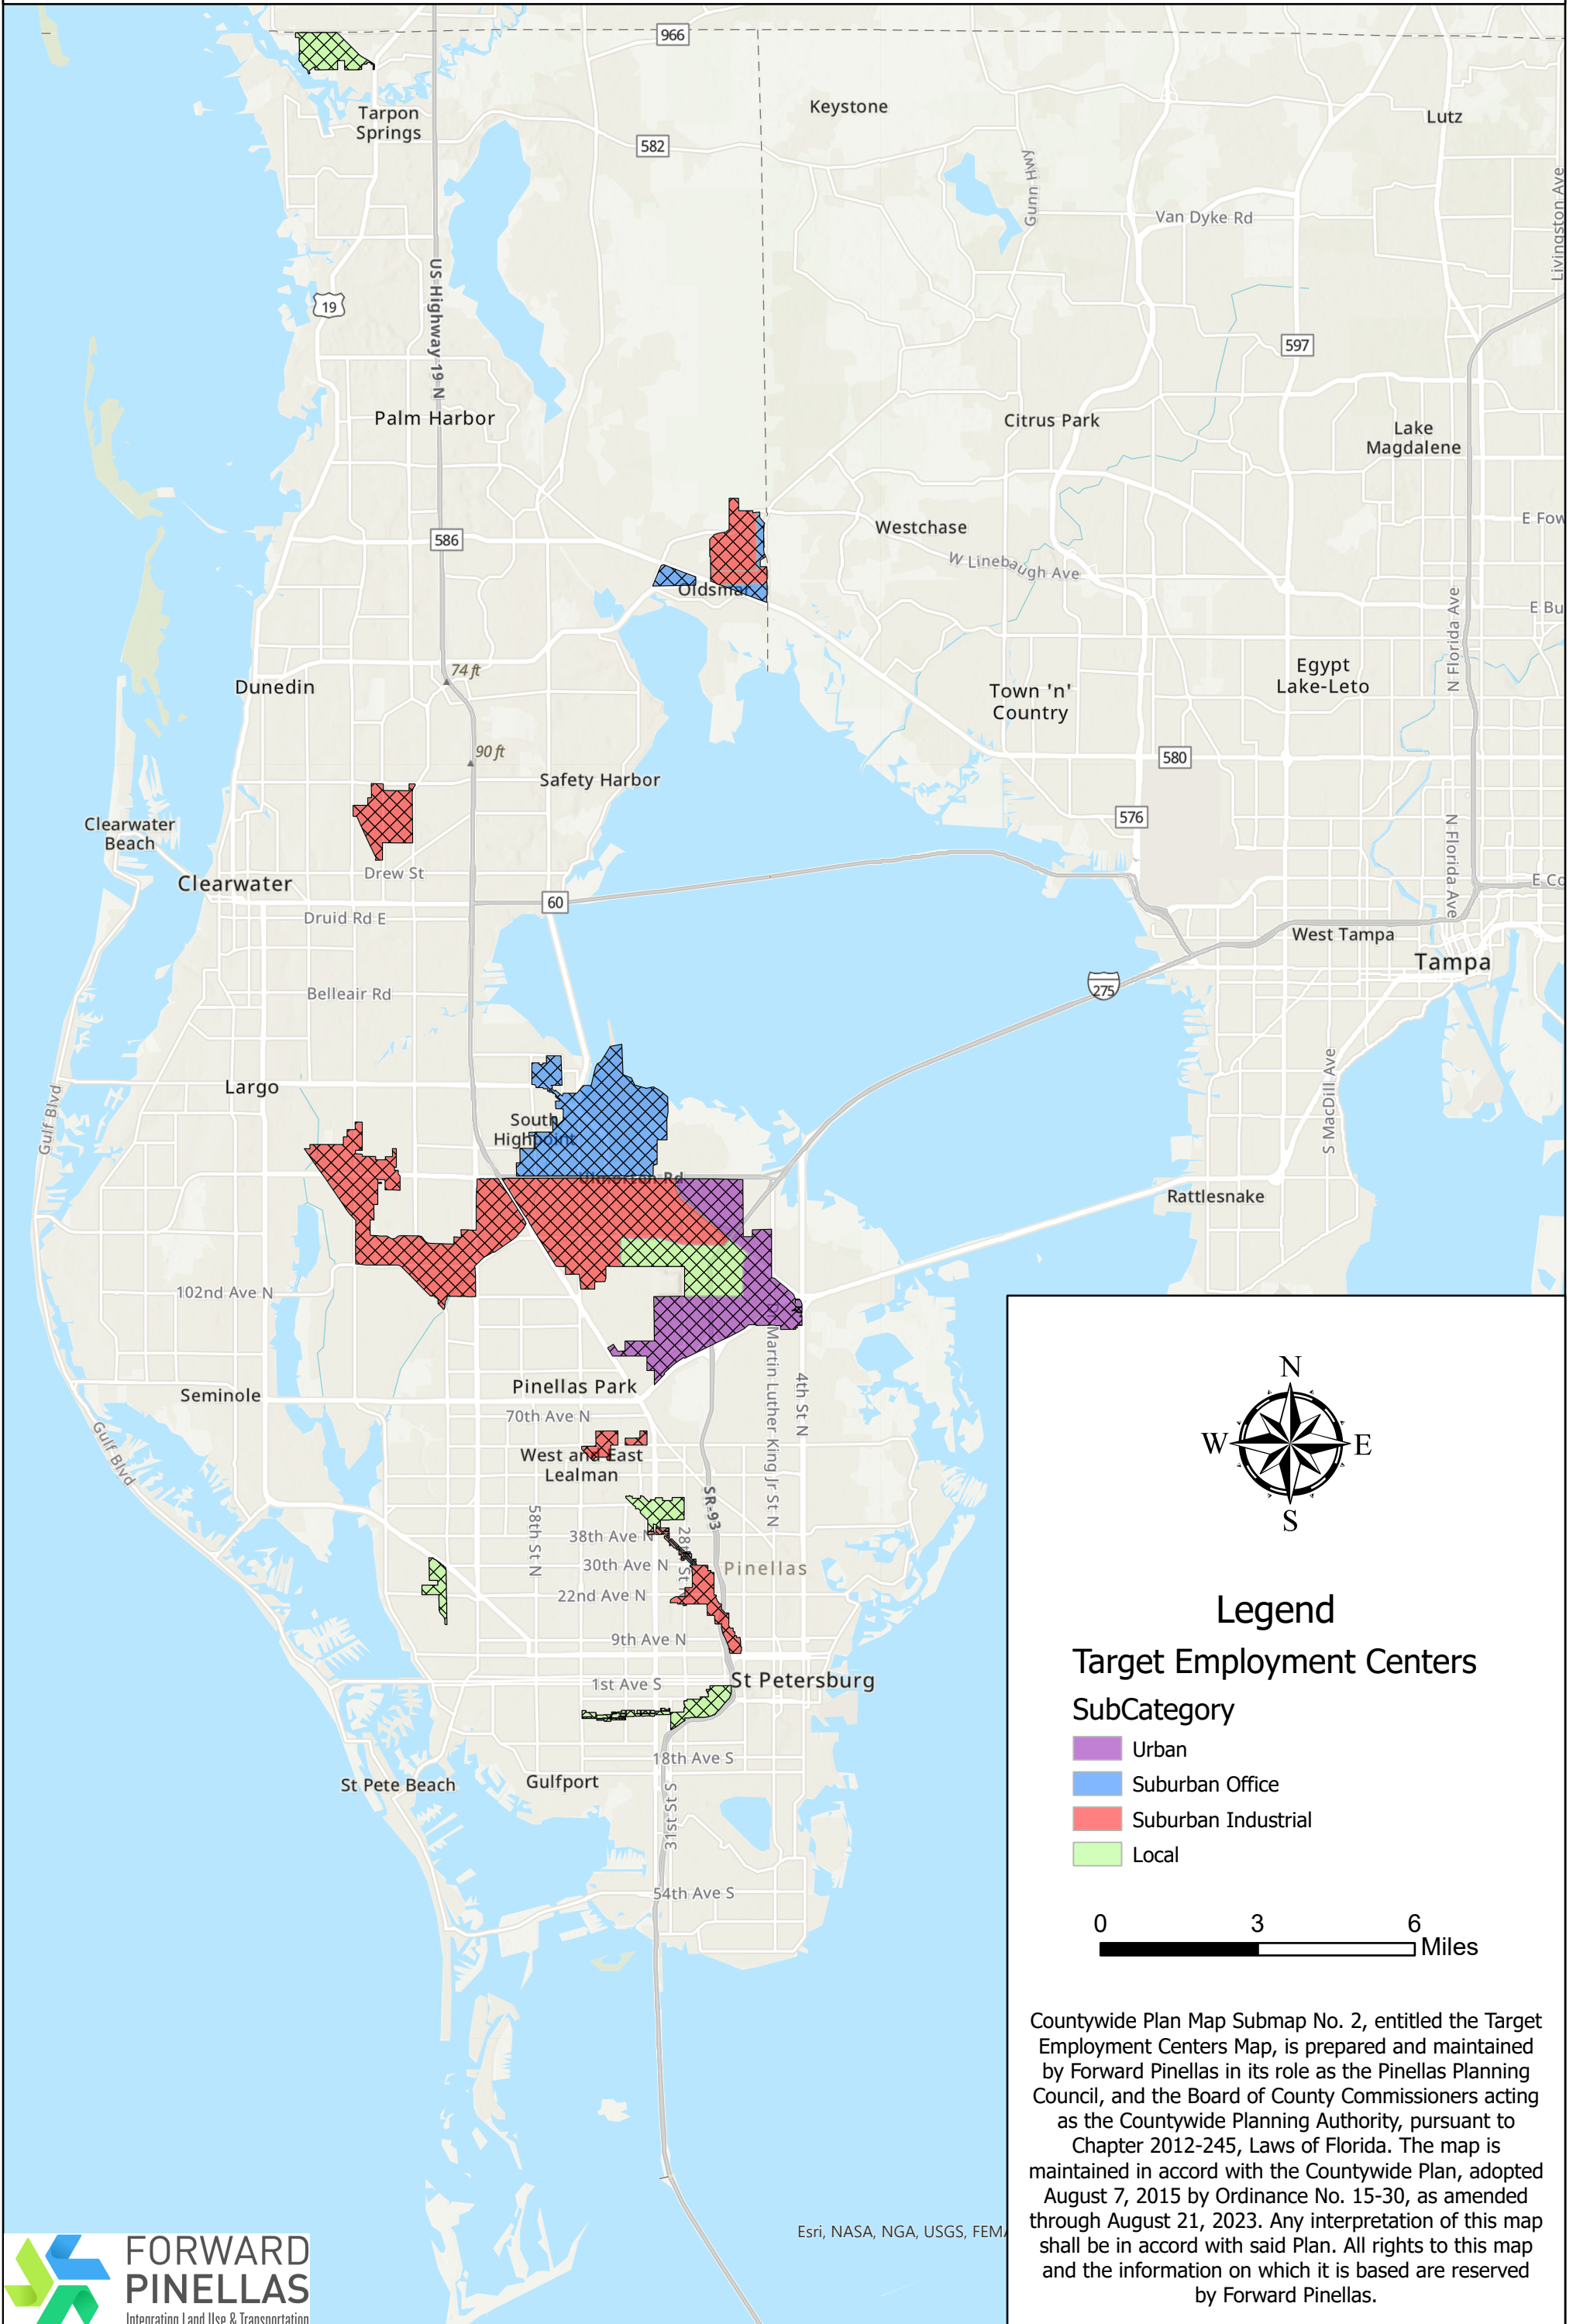 966
Keystone
Lutz
Tarpon
Springs
582
Gunn Hwy
Van Dyke Rd
Livingston Ave
19
US Highway 19 N
597
Palm Harbor
Citrus Park
Lake
Magdalene
586
Westchase
E Fow
W Linebaugh Ave
Oldsma
E Bu
N Florida Ave
74 ft
Dunedin
Egypt
Lake-Leto
Town 'n'
Country
90 ft
580
Safety Harbor
576
Clearwater
Beach
N Florida Ave
Drew St
Clearwater
E Co
60
Druid Rd E
West Tampa
Tampa
275
Belleair Rd
Largo
Gulf Blvd
South
Highpoint
S MacDill Ave
Ulmerton Rd
Rattlesnake
102nd Ave N
Martin Luther King Jr St N
4th St N
Pinellas Park
Seminole
70th Ave N
Gulf Blvd
West and East
Lealman
58th St N
SR-93
38th Ave N
28th St N
30th Ave N
Pinellas
22nd Ave N
9th Ave N
1st Ave S
St Petersburg
18th Ave S
St Pete Beach
Gulfport
31st St S
54th Ave S
N
W
E
S
Legend
Target Employment Centers
SubCategory
Urban
Suburban Office
Suburban Industrial
Local
0 3 6
Miles
Countywide Plan Map Submap No. 2, entitled the Target
Employment Centers Map, is prepared and maintained
by Forward Pinellas in its role as the Pinellas Planning
Council, and the Board of County Commissioners acting
as the Countywide Planning Authority, pursuant to
Chapter 2012-245, Laws of Florida. The map is
maintained in accord with the Countywide Plan, adopted
August 7, 2015 by Ordinance No. 15-30, as amended
through August 21, 2023. Any interpretation of this map
shall be in accord with said Plan. All rights to this map
and the information on which it is based are reserved
by Forward Pinellas.
Esri, NASA, NGA, USGS, FEMA
FORWARD
PINELLAS
Integrating Land Use & Transportation